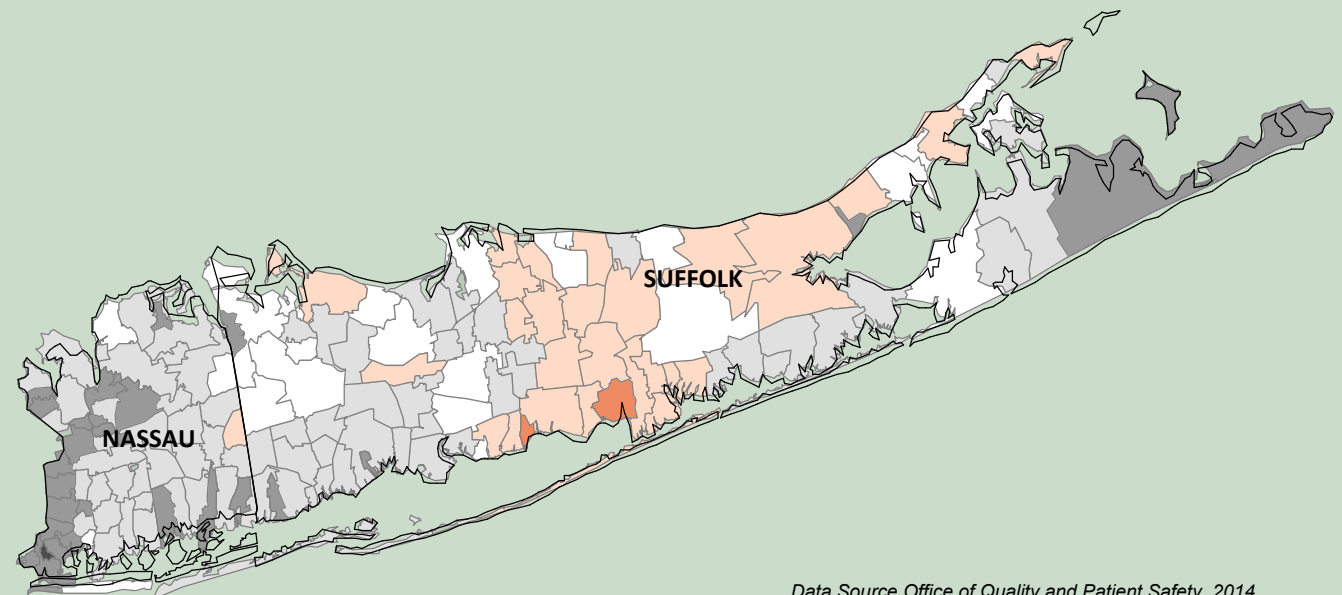 SUFFOLK
NASSAU
Data Source Office of Quality and Patient Safety, 2014